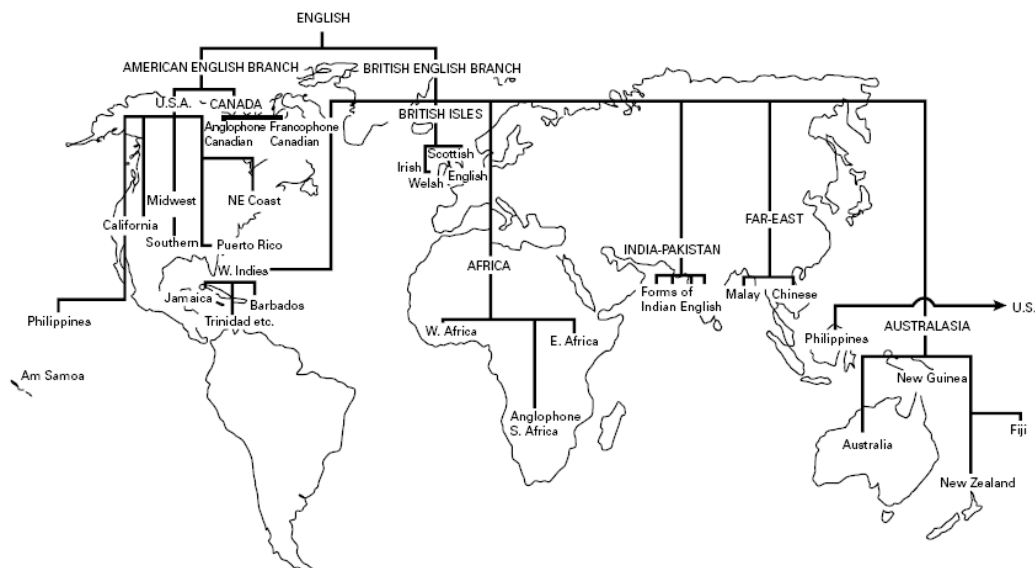 ENGLISH
AMERICAN ENGLISH BRANCH
BRITISH ENGLISH BRANCH
U.S.A.
CANADA
Anglophone
Canadian
Francophone
Canadian
BRITISH ISLES
Scottish
Irish
Welsh
English
Midwest
NE Coast
California
Southern
Puerto Rico
W. Indies
Jamaica
Barbados
Trinidad etc.
Philippines
Am Samoa
AFRICA
W. Africa
E. Africa
Anglophone
S. Africa
INDIA-PAKISTAN
Forms of
Indian English
FAR-EAST
Malay
Chinese
Philippines
U.S.
AUSTRALASIA
New Guinea
Australia
Fiji
New Zealand